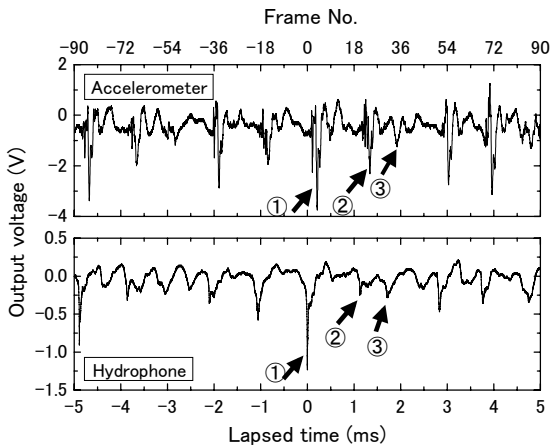 Frame No.
-90 -72 -54 -36 -18 0 18 36 54 72 90
2
Accelerometer
0
-2
-4
① ② ③
Output voltage (V)
0.5
0.0
-0.5
-1.0
-1.5
① ② ③
Hydrophone
-5 -4 -3 -2 -1 0 1 2 3 4 5
Lapsed time (ms)